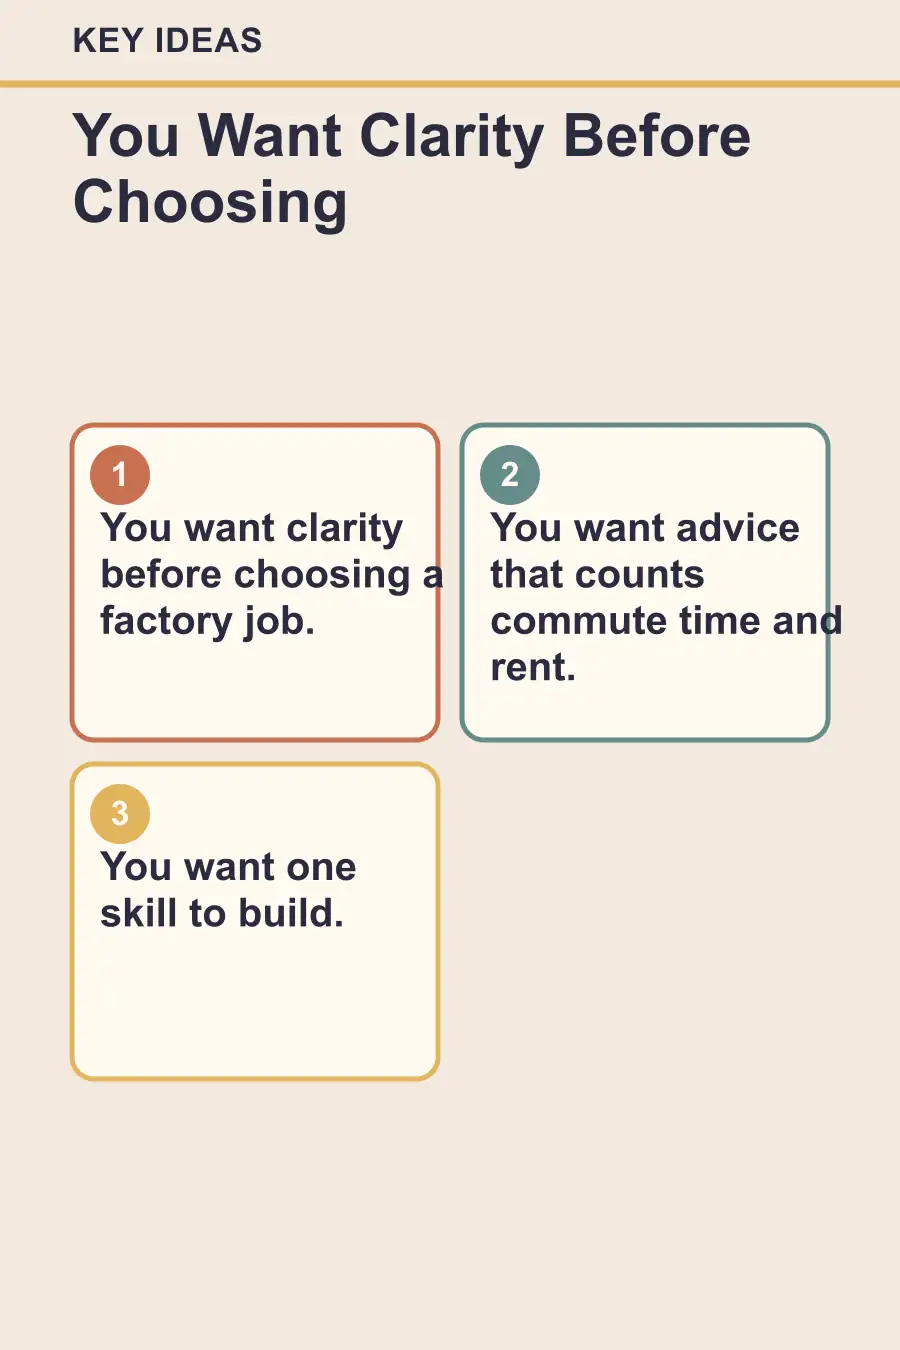 KEY IDEAS
You Want Clarity Before
Choosing
1
You want clarity
before choosing a
factory job.
2
You want advice
that counts
commute time and
rent.
3
You want one
skill to build.